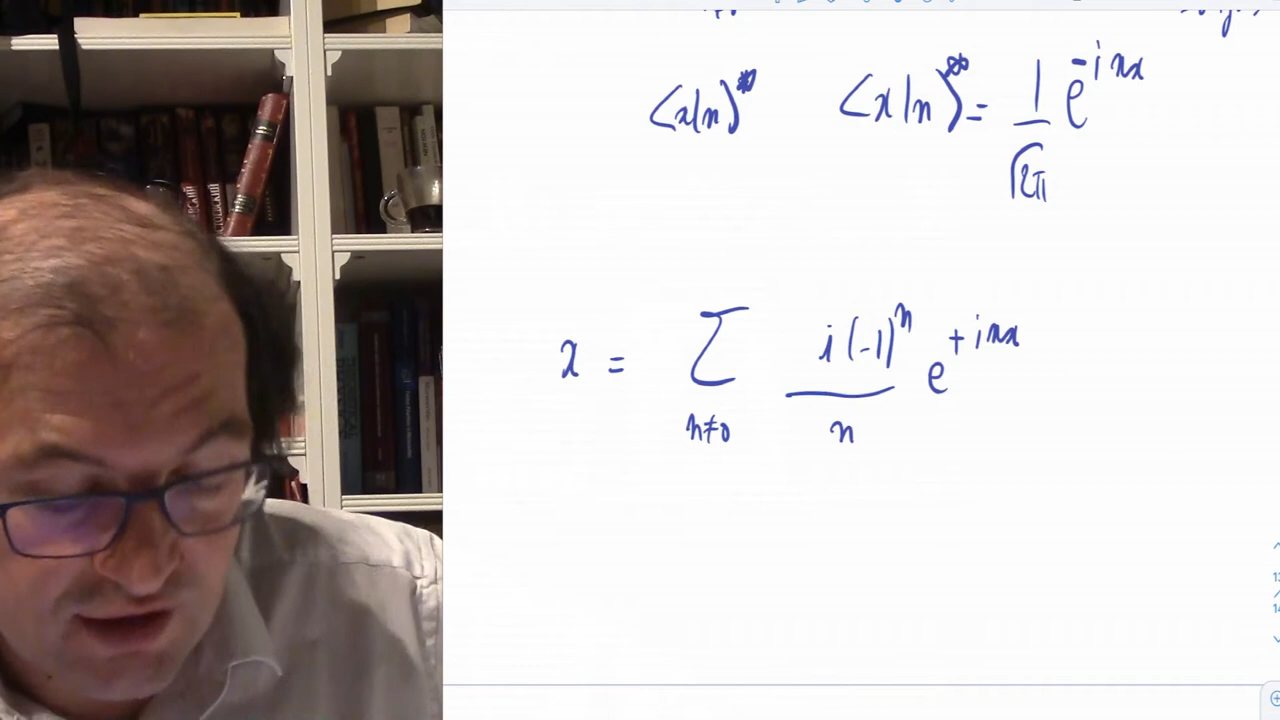 ⟨x|n⟩* ⟨x|n⟩* = 1/√2π e^{-inx}
x = Σ_{n≠0} i(-1)^n/n e^{+inx}